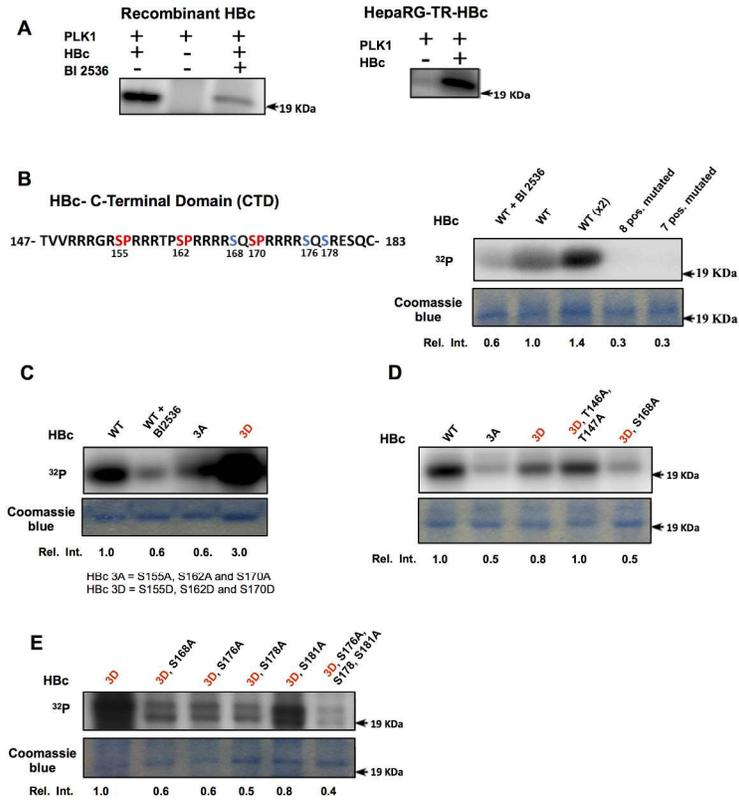 A
Recombinant HBc
PLK1 + + +
HBc + - +
BI 2536 - - +
19 KDa
HepaRG-TR-HBc
PLK1 + +
HBc - +
19 KDa
B
HBc- C-Terminal Domain (CTD)
147- TVVRRRGRSPRRRTPSPRRRRSQSPRRRRSQSRESQC- 183
155 162 168 170 176 178
HBc WT + BI 2536 WT WT (x2) 8 pos. mutated 7 pos. mutated
32P
19 KDa
Coomassie
blue
19 KDa
Rel. Int. 0.6 1.0 1.4 0.3 0.3
C
HBc WT WT + BI2536 3A 3D
32P
Coomassie
blue
Rel. Int. 1.0 0.6 0.6. 3.0
HBc 3A = S155A, S162A and S170A
HBc 3D = S155D, S162D and S170D
D
HBc WT 3A 3D 3D, T146A, T147A 3D, S168A
32P
19 KDa
Coomassie
blue
19 KDa
Rel. Int. 1.0 0.5 0.8 1.0 0.5
E
HBc 3D 3D, S168A 3D, S176A 3D, S178A 3D, S181A 3D, S176A, S178, S181A
32P
19 KDa
Coomassie
blue
19 KDa
Rel. Int. 1.0 0.6 0.6 0.5 0.8 0.4